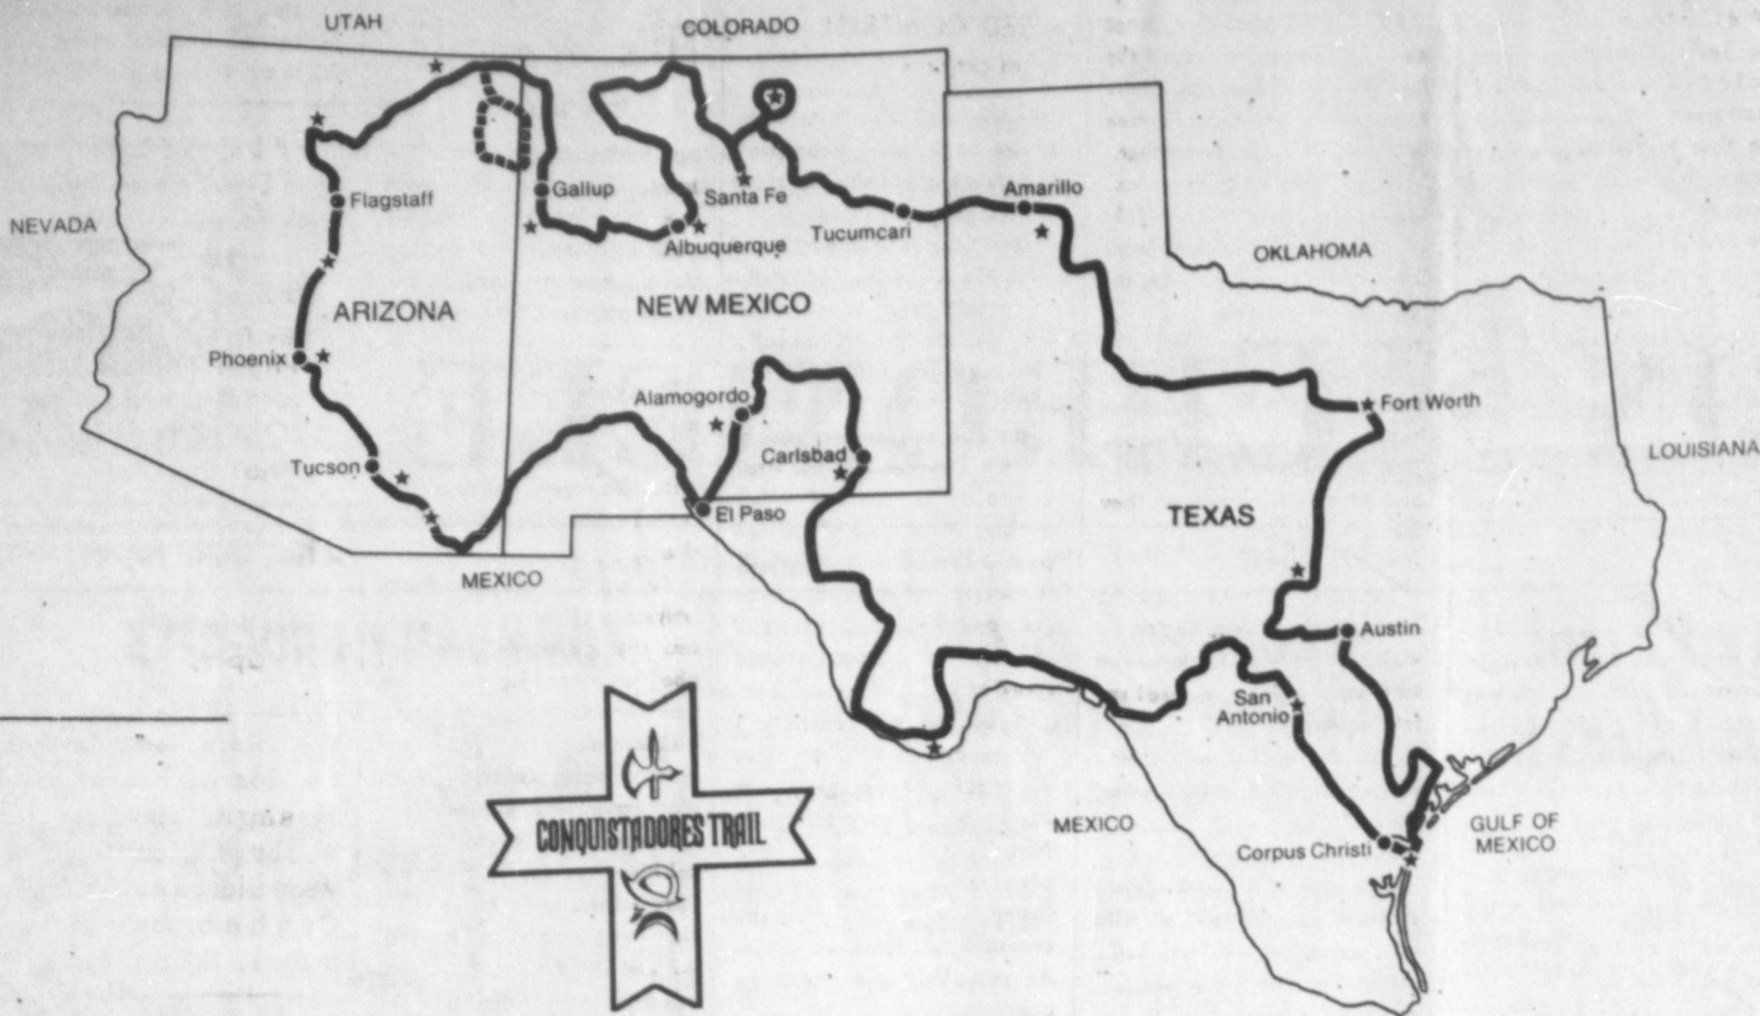 UTAH
COLORADO
NEVADA
Flagstaff
Gallup
Santa Fe
Albuquerque
Tucumcari
Amarillo
OKLAHOMA
ARIZONA
NEW MEXICO
Phoenix
Alamogordo
Fort Worth
Tucson
Carlsbad
LOUISIANA
El Paso
TEXAS
MEXICO
Austin
San
Antonio
CONQUISTADORES TRAIL
MEXICO
Corpus Christi
GULF OF
MEXICO